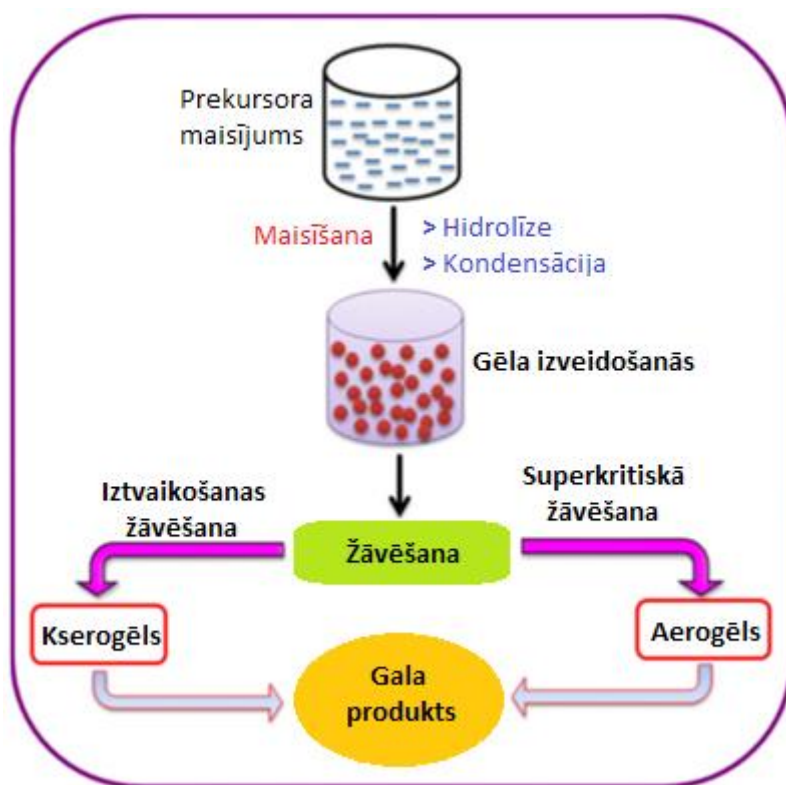 Prekursora
maisījums
Maisīšana
> Hidrolīze
> Kondensācija
Gēla izveidošanās
Iztvaikošanas
žāvēšana
Superkritiskā
žāvēšana
Žāvēšana
Kserogēls
Aerogēls
Gala
produkts